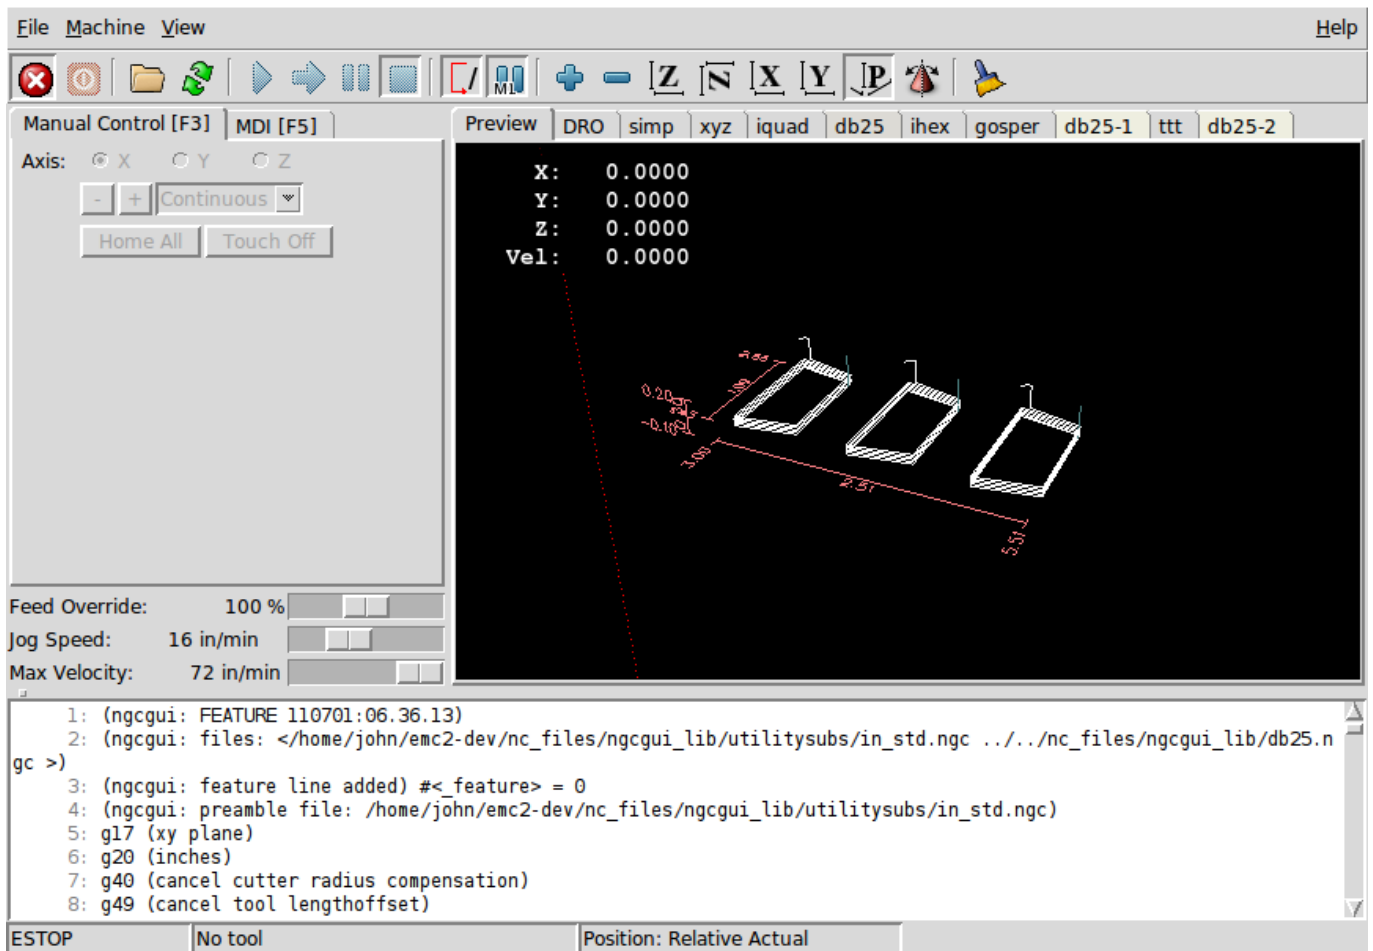 File Machine View Help
M1 Z N X Y P
Manual Control [F3] MDI [F5]
Preview DRO simp xyz iquad db25 ihex gosper db25-1 ttt db25-2
Axis: X Y Z
- + Continuous
Home All Touch Off
X: 0.0000
Y: 0.0000
Z: 0.0000
Vel: 0.0000
0.20
3.00
2.51
5.51
Feed Override: 100 %
Jog Speed: 16 in/min
Max Velocity: 72 in/min
1: (ngcgui: FEATURE 110701:06.36.13)
2: (ngcgui: files: </home/john/emc2-dev/nc_files/ngcgui_lib/utilitysubs/in_std.ngc ../../nc_files/ngcgui_lib/db25.n
gc >)
3: (ngcgui: feature line added) #<_feature> = 0
4: (ngcgui: preamble file: /home/john/emc2-dev/nc_files/ngcgui_lib/utilitysubs/in_std.ngc)
5: g17 (xy plane)
6: g20 (inches)
7: g40 (cancel cutter radius compensation)
8: g49 (cancel tool lengthoffset)
ESTOP No tool Position: Relative Actual